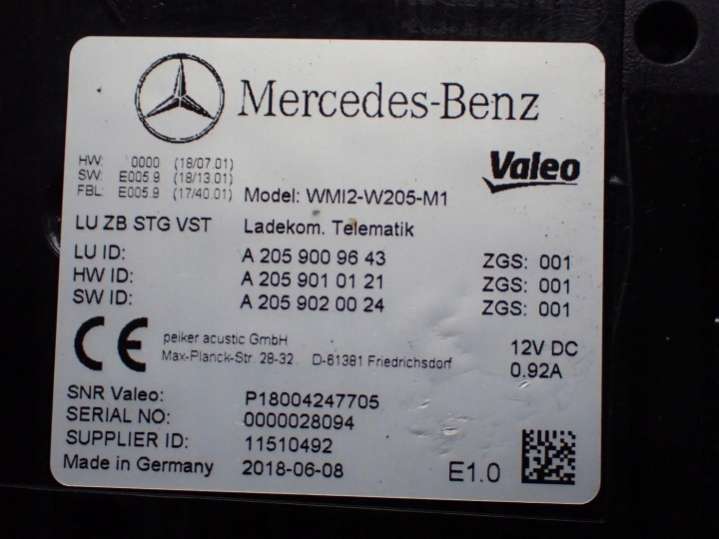 Mercedes-Benz
HW: 0000 (18/07.01)
SW: E005.9 (18/13.01)
FBL: E005.9 (17/40.01)
Valeo
Model: WMI2-W205-M1
LU ZB STG VST Ladekom. Telematik
LU ID: A 205 900 96 43 ZGS: 001
HW ID: A 205 901 01 21 ZGS: 001
SW ID: A 205 902 00 24 ZGS: 001
CE
peiker acustic GmbH
Max-Planck-Str. 28-32 D-61381 Friedrichsdorf
12V DC
0.92A
SNR Valeo: P18004247705
SERIAL NO: 0000028094
SUPPLIER ID: 11510492
Made in Germany 2018-06-08 E1.0